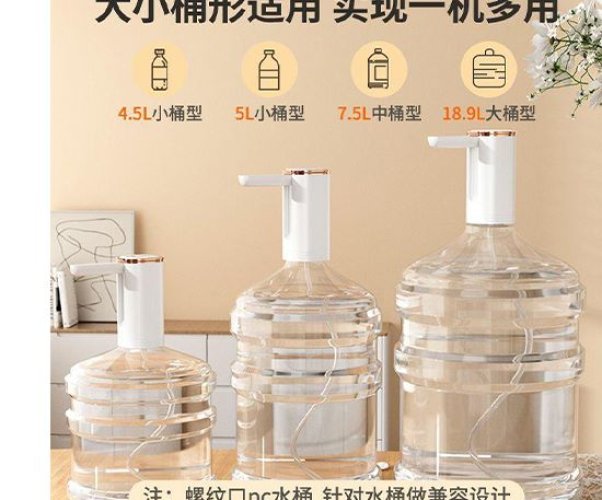 大小桶形适用 实现一机多用
4.5L小桶型
5L小桶型
7.5L中桶型
18.9L大桶型
注：螺纹口pc水桶 针对水桶做兼容设计